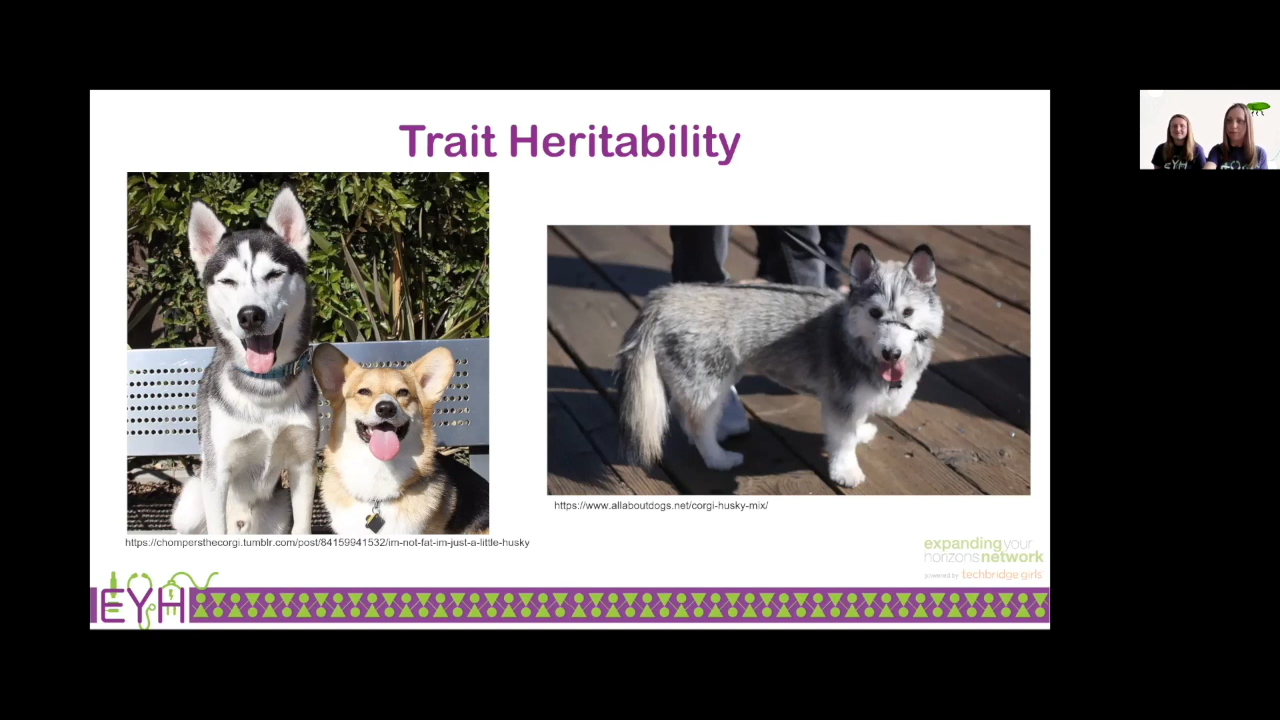 Trait Heritability
https://chompersthecorgi.tumblr.com/post/84159941532/im-not-fat-im-just-a-little-husky
https://www.allaboutdogs.net/corgi-husky-mix/
expanding your
horizons network
powered by techbridge girls
EYH
EYH